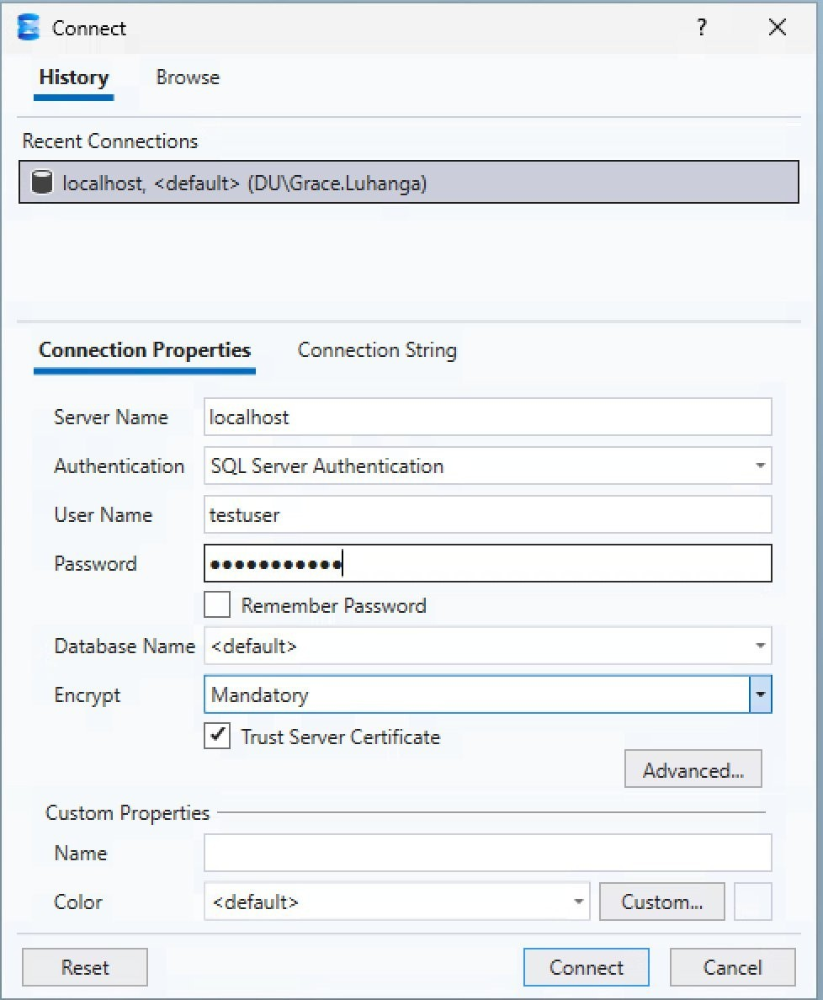 Connect ?
History Browse
Recent Connections
localhost, <default> (DU\Grace.Luhanga)
Connection Properties Connection String
Server Name localhost
Authentication SQL Server Authentication
User Name testuser
Password ●●●●●●●●●●●
Remember Password
Database Name <default>
Encrypt Mandatory
Trust Server Certificate
Advanced...
Custom Properties
Name
Color <default> Custom...
Reset Connect Cancel